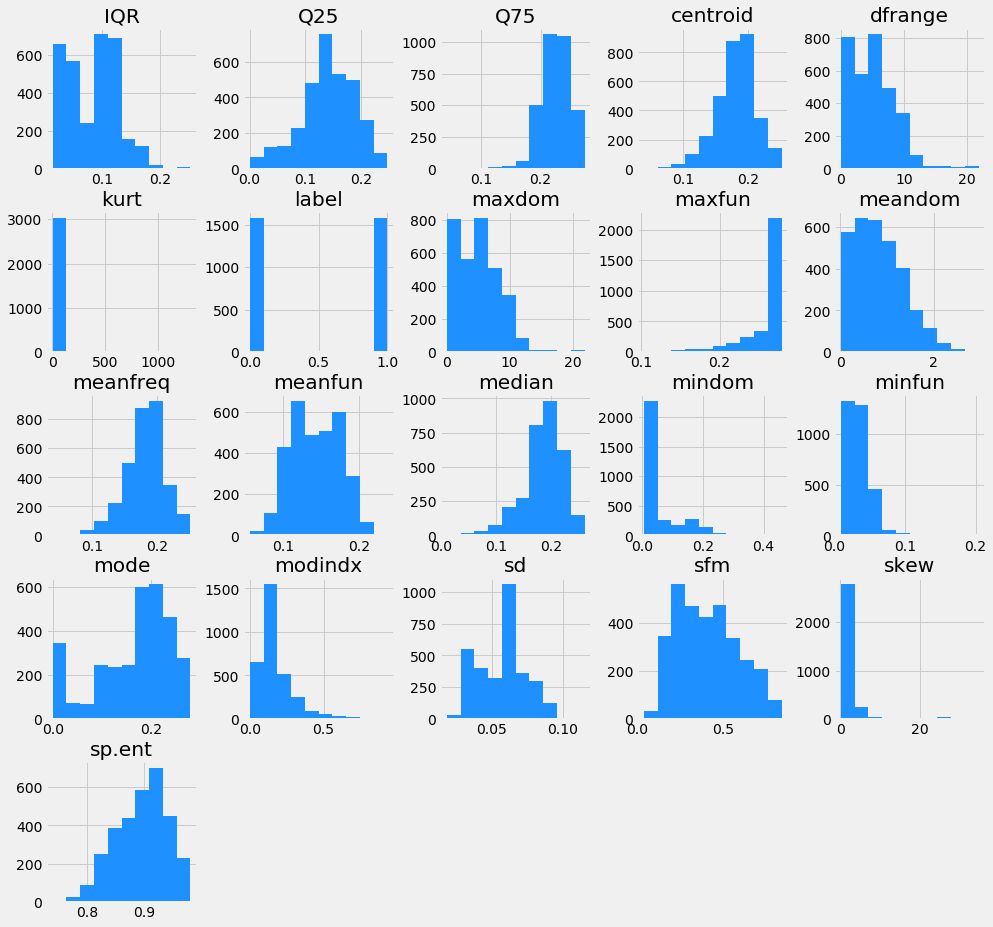 IQR Q25 Q75 centroid dfrange
600 400 200 0 0.1 0.2
600 400 200 0 0.0 0.1 0.2
1000 750 500 250 0 0.1 0.2
800 600 400 200 0 0.1 0.2
800 600 400 200 0 0 10 20
kurt label maxdom maxfun meandom
3000 2000 1000 0 0 500 1000
1500 1000 500 0 0.0 0.5 1.0
800 600 400 200 0 0 10 20
2000 1500 1000 500 0 0.1 0.2
600 400 200 0 0 2
meanfreq meanfun median mindom minfun
800 600 400 200 0 0.1 0.2
600 400 200 0 0.1 0.2
1000 750 500 250 0 0.0 0.1 0.2
2000 1500 1000 500 0 0.0 0.2 0.4
1000 500 0 0.0 0.1 0.2
mode modindx sd sfm skew
600 400 200 0 0.0 0.2
1500 1000 500 0 0.0 0.5
1000 750 500 250 0 0.05 0.10
400 200 0 0.0 0.5
2000 1000 0 0 20
sp.ent
600 400 200 0 0.8 0.9